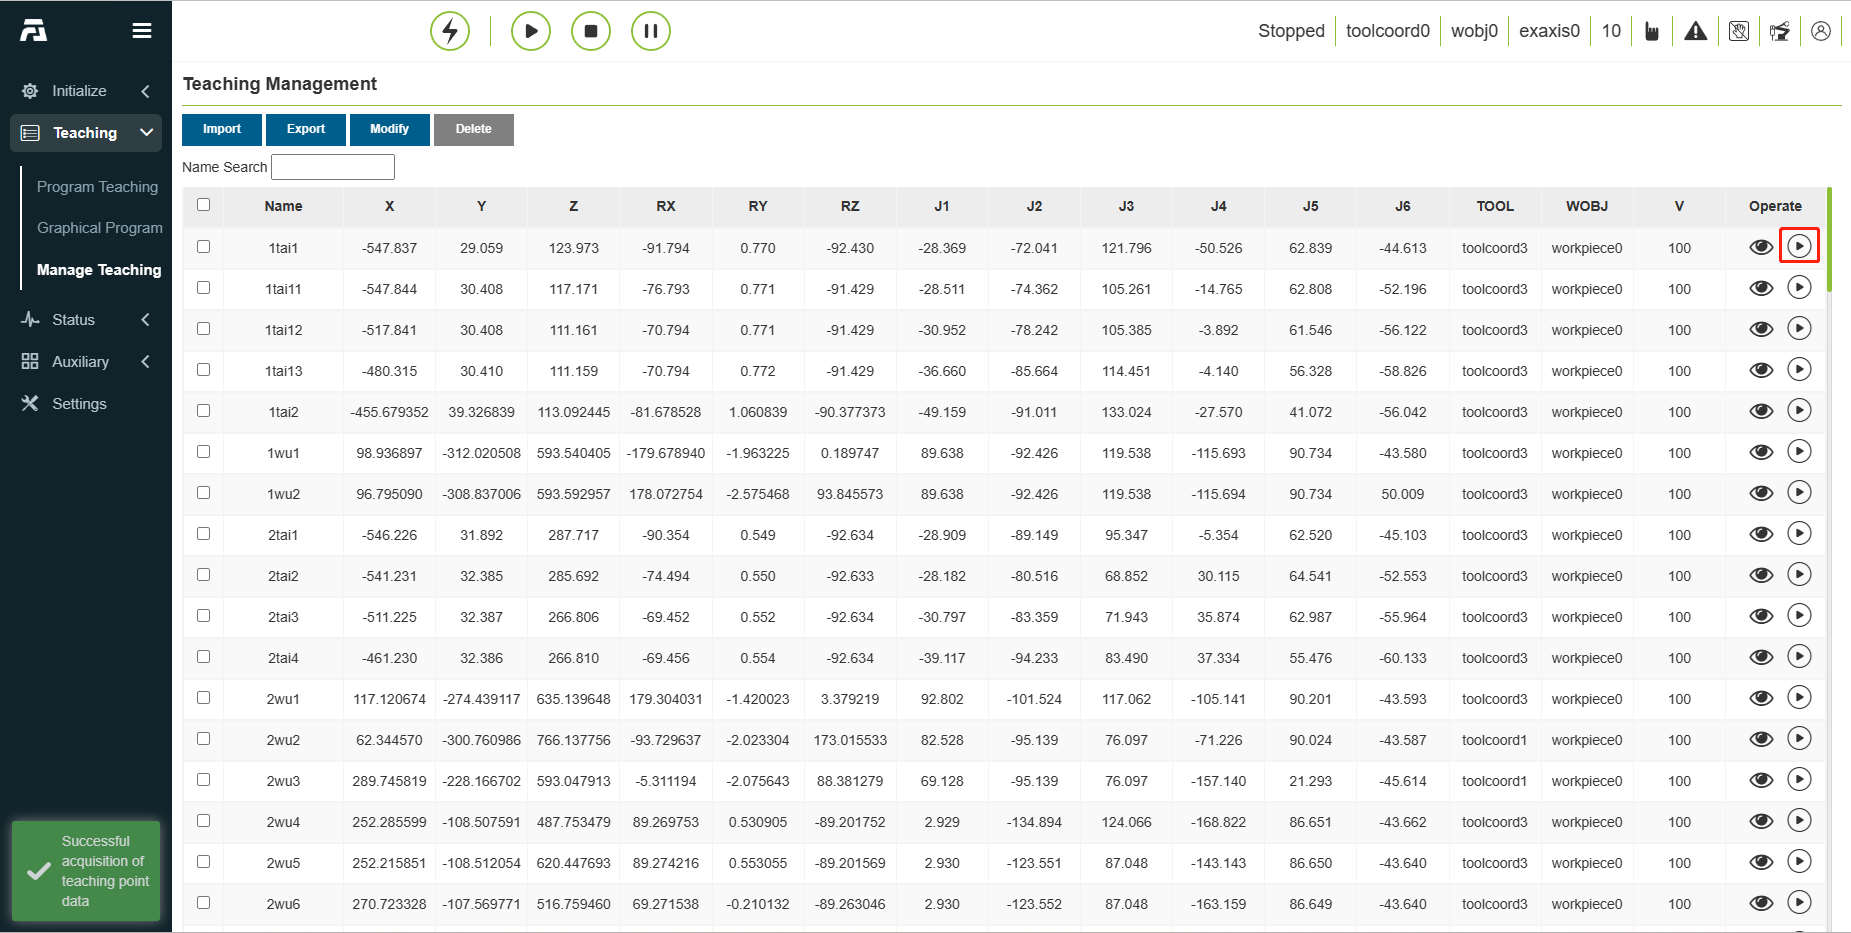 Stopped toolcoord0 wobj0 exaxis0 10
Initialize
Teaching
Program Teaching
Graphical Program
Manage Teaching
Status
Auxiliary
Settings
Successful
acquisition of
teaching point
data
Teaching Management
Import Export Modify Delete
Name Search
Name X Y Z RX RY RZ J1 J2 J3 J4 J5 J6 TOOL WOBJ V Operate
1tai1 -547.837 29.059 123.973 -91.794 0.770 -92.430 -28.369 -72.041 121.796 -50.526 62.839 -44.613 toolcoord3 workpiece0 100
1tai11 -547.844 30.408 117.171 -76.793 0.771 -91.429 -28.511 -74.362 105.261 -14.765 62.808 -52.196 toolcoord3 workpiece0 100
1tai12 -517.841 30.408 111.161 -70.794 0.771 -91.429 -30.952 -78.242 105.385 -3.892 61.546 -56.122 toolcoord3 workpiece0 100
1tai13 -480.315 30.410 111.159 -70.794 0.772 -91.429 -36.660 -85.664 114.451 -4.140 56.328 -58.826 toolcoord3 workpiece0 100
1tai2 -455.679352 39.326839 113.092445 -81.678528 1.060839 -90.377373 -49.159 -91.011 133.024 -27.570 41.072 -56.042 toolcoord3 workpiece0 100
1wu1 98.936897 -312.020508 593.540405 -179.678940 -1.963225 0.189747 89.638 -92.426 119.538 -115.693 90.734 -43.580 toolcoord3 workpiece0 100
1wu2 96.795090 -308.837006 593.592957 178.072754 -2.575468 93.845573 89.638 -92.426 119.538 -115.694 90.734 50.009 toolcoord3 workpiece0 100
2tai1 -546.226 31.892 287.717 -90.354 0.549 -92.634 -28.909 -89.149 95.347 -5.354 62.520 -45.103 toolcoord3 workpiece0 100
2tai2 -541.231 32.385 285.692 -74.494 0.550 -92.633 -28.182 -80.516 68.852 30.115 64.541 -52.553 toolcoord3 workpiece0 100
2tai3 -511.225 32.387 266.806 -69.452 0.552 -92.634 -30.797 -83.359 71.943 35.874 62.987 -55.964 toolcoord3 workpiece0 100
2tai4 -461.230 32.386 266.810 -69.456 0.554 -92.634 -39.117 -94.233 83.490 37.334 55.476 -60.133 toolcoord3 workpiece0 100
2wu1 117.120674 -274.439117 635.139648 179.304031 -1.420023 3.379219 92.802 -101.524 117.062 -105.141 90.201 -43.593 toolcoord3 workpiece0 100
2wu2 62.344570 -300.760986 766.137756 -93.729637 -2.023304 173.015533 82.528 -95.139 76.097 -71.226 90.024 -43.587 toolcoord1 workpiece0 100
2wu3 289.745819 -228.166702 593.047913 -5.311194 -2.075643 88.381279 69.128 -95.139 76.097 -157.140 21.293 -45.614 toolcoord1 workpiece0 100
2wu4 252.285599 -108.507591 487.753479 89.269753 0.530905 -89.201752 2.929 -134.894 124.066 -168.822 86.651 -43.662 toolcoord3 workpiece0 100
2wu5 252.215851 -108.512054 620.447693 89.274216 0.553055 -89.201569 2.930 -123.551 87.048 -143.143 86.650 -43.640 toolcoord3 workpiece0 100
2wu6 270.723328 -107.569771 516.759460 69.271538 -0.210132 -89.263046 2.930 -123.552 87.048 -163.159 86.649 -43.640 toolcoord3 workpiece0 100